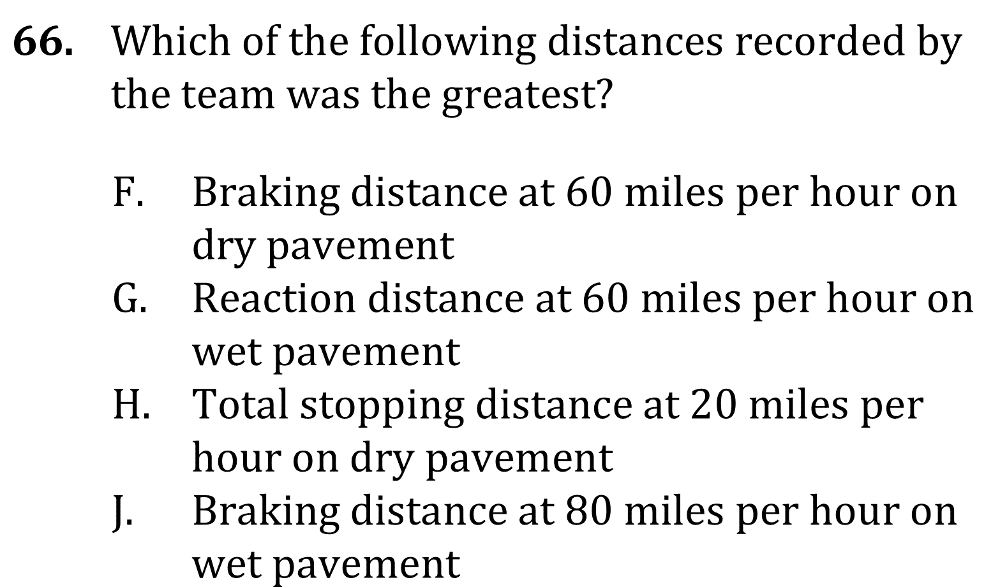 66. Which of the following distances recorded by
the team was the greatest?
F. Braking distance at 60 miles per hour on
dry pavement
G. Reaction distance at 60 miles per hour on
wet pavement
H. Total stopping distance at 20 miles per
hour on dry pavement
J. Braking distance at 80 miles per hour on
wet pavement